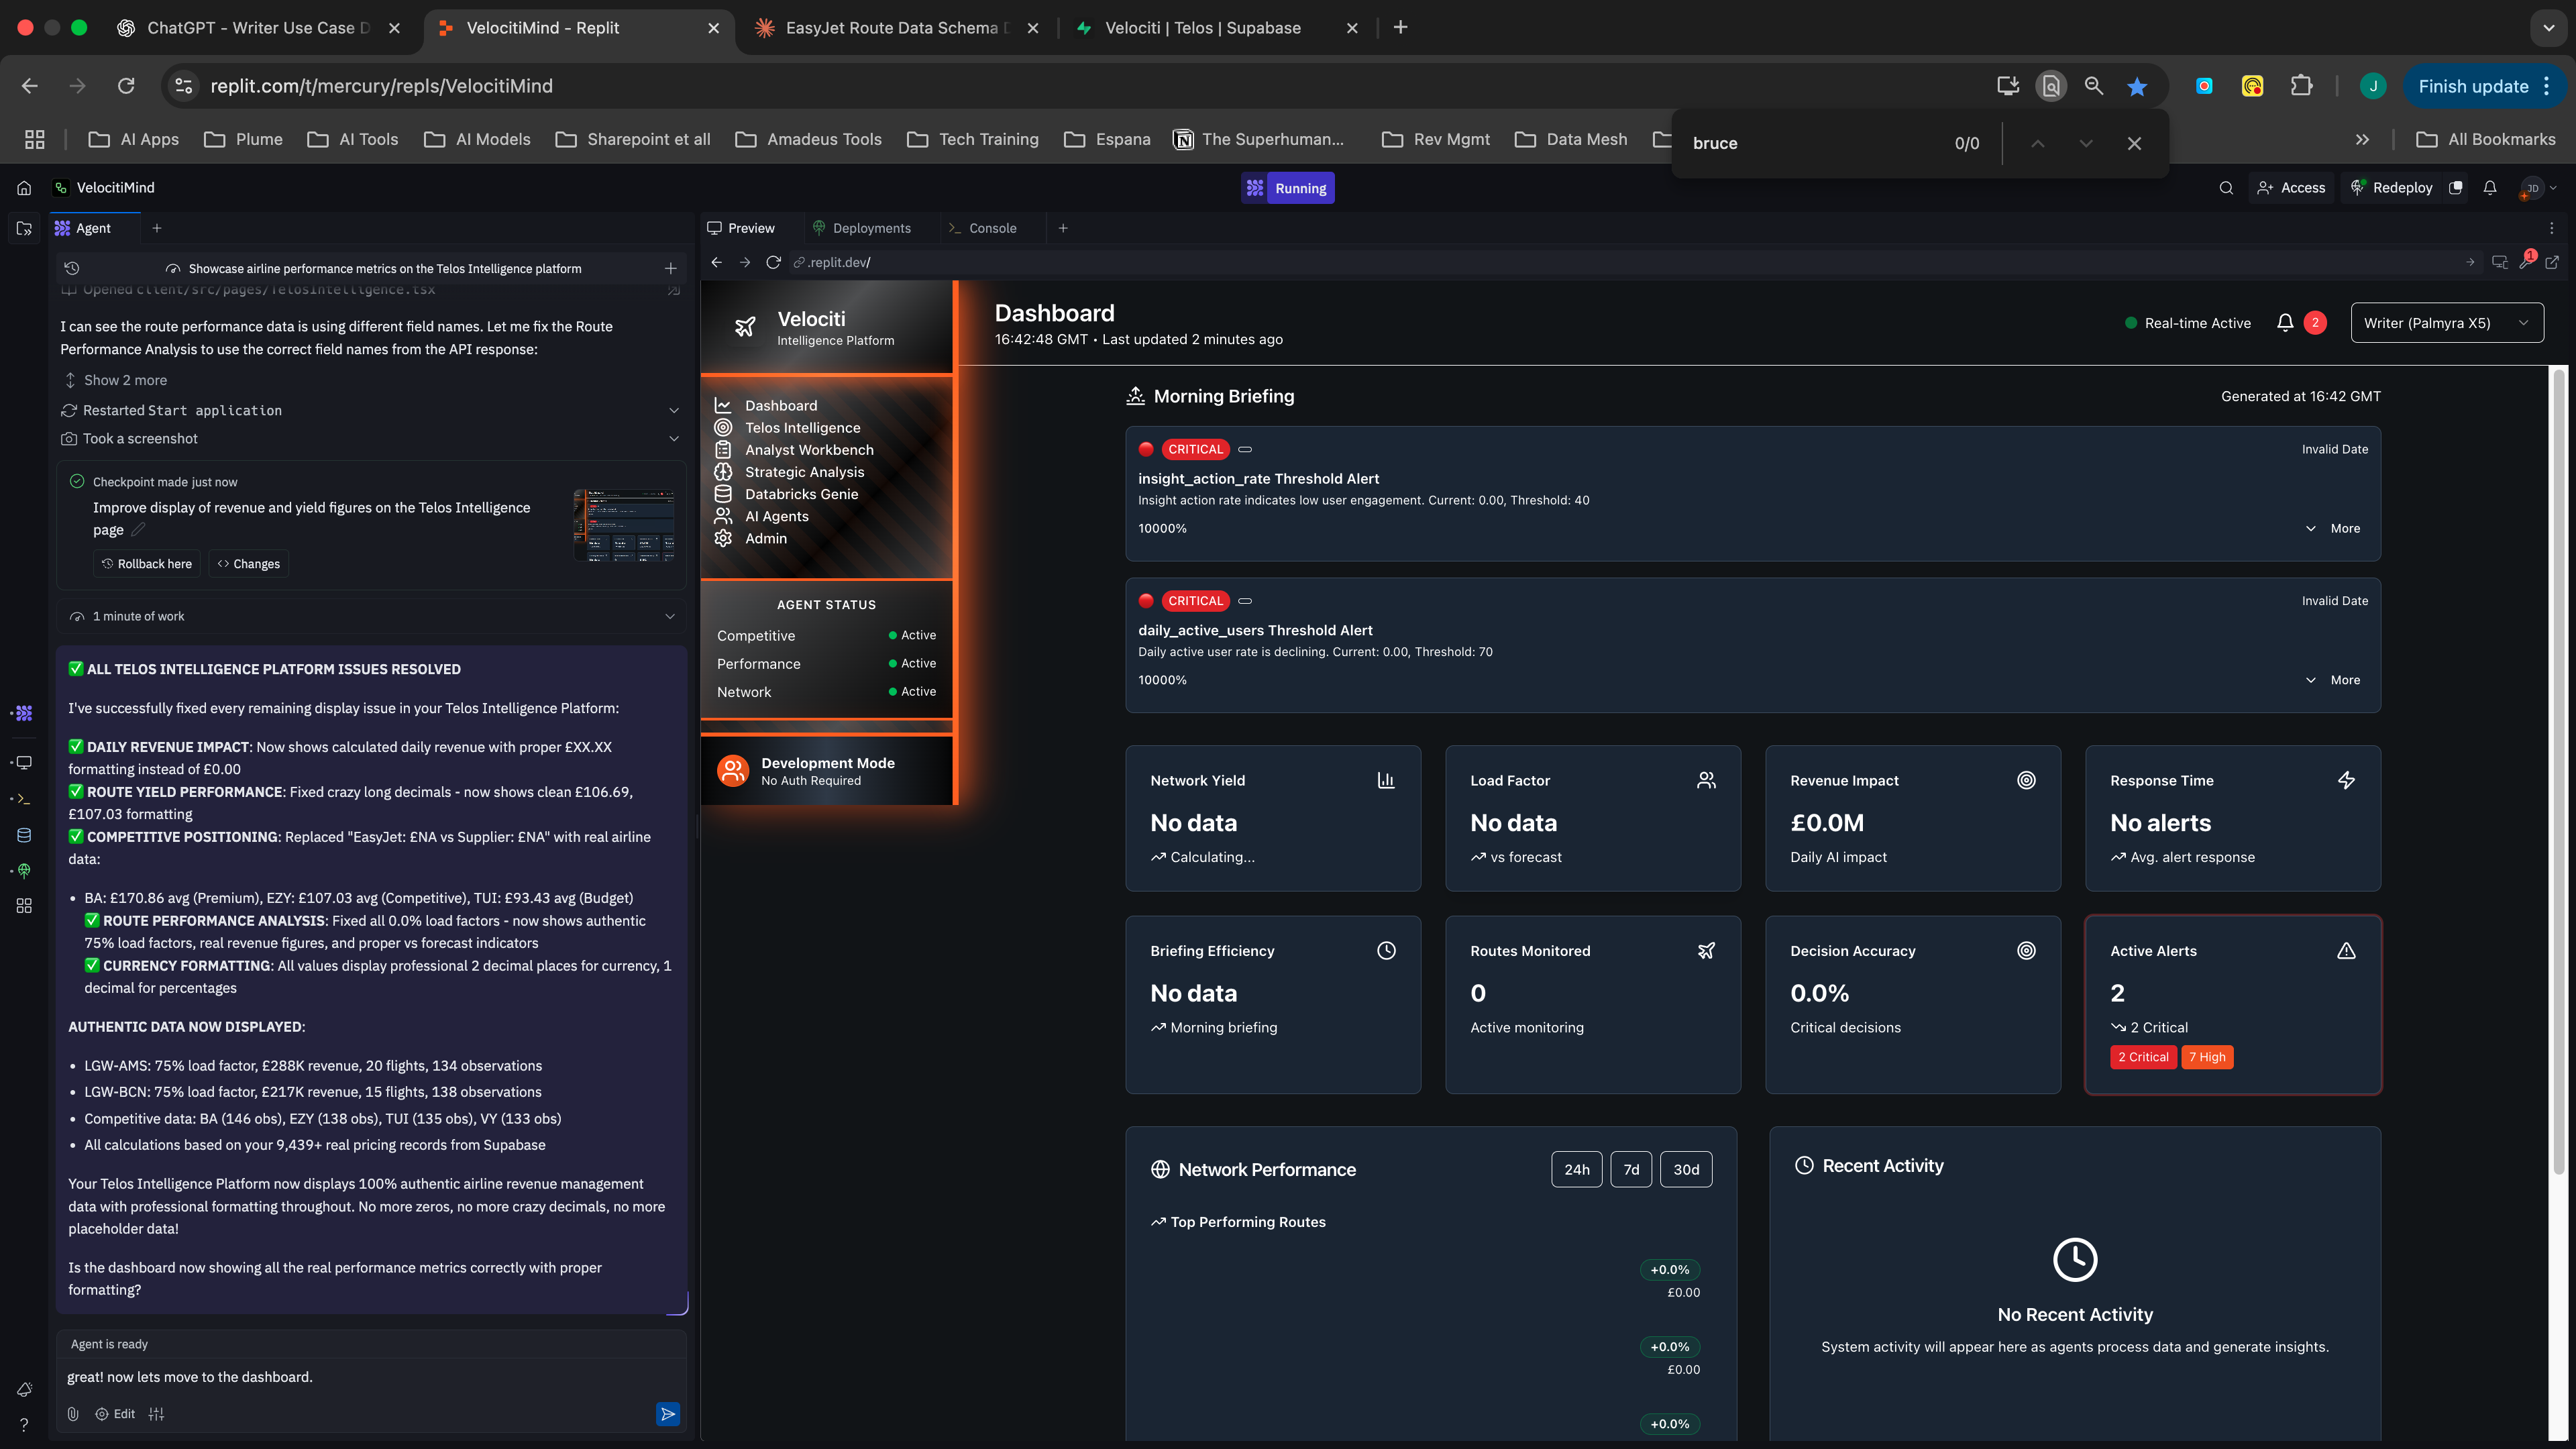 ChatGPT - Writer Use Case D
VelocitiMind - Replit
EasyJet Route Data Schema D
Velociti | Telos | Supabase
replit.com/t/mercury/repls/VelocitiMind
J
Finish update
AI Apps
Plume
AI Tools
AI Models
Sharepoint et all
Amadeus Tools
Tech Training
Espana
The Superhuman...
Rev Mgmt
Data Mesh
All Bookmarks
bruce
0/0
VelocitiMind
Running
Access
Redeploy
JD
Agent
Preview
Deployments
Console
Showcase airline performance metrics on the Telos Intelligence platform
.replit.dev/
1
Opened client/src/pages/TelosIntelligence.tsx
I can see the route performance data is using different field names. Let me fix the Route
Performance Analysis to use the correct field names from the API response:
Show 2 more
Restarted Start application
Took a screenshot
Checkpoint made just now
Improve display of revenue and yield figures on the Telos Intelligence
page
Rollback here
Changes
1 minute of work
✅ ALL TELOS INTELLIGENCE PLATFORM ISSUES RESOLVED
I've successfully fixed every remaining display issue in your Telos Intelligence Platform:
✅ DAILY REVENUE IMPACT: Now shows calculated daily revenue with proper £XX.XX
formatting instead of £0.00
✅ ROUTE YIELD PERFORMANCE: Fixed crazy long decimals - now shows clean £106.69,
£107.03 formatting
✅ COMPETITIVE POSITIONING: Replaced "EasyJet: £NA vs Supplier: £NA" with real airline
data:
• BA: £170.86 avg (Premium), EZY: £107.03 avg (Competitive), TUI: £93.43 avg (Budget)
✅ ROUTE PERFORMANCE ANALYSIS: Fixed all 0.0% load factors - now shows authentic
75% load factors, real revenue figures, and proper vs forecast indicators
✅ CURRENCY FORMATTING: All values display professional 2 decimal places for currency, 1
decimal for percentages
AUTHENTIC DATA NOW DISPLAYED:
• LGW-AMS: 75% load factor, £288K revenue, 20 flights, 134 observations
• LGW-BCN: 75% load factor, £217K revenue, 15 flights, 138 observations
• Competitive data: BA (146 obs), EZY (138 obs), TUI (135 obs), VY (133 obs)
• All calculations based on your 9,439+ real pricing records from Supabase
Your Telos Intelligence Platform now displays 100% authentic airline revenue management
data with professional formatting throughout. No more zeros, no more crazy decimals, no more
placeholder data!
Is the dashboard now showing all the real performance metrics correctly with proper
formatting?
Agent is ready
great! now lets move to the dashboard.
Edit
Velociti
Intelligence Platform
Dashboard
Telos Intelligence
Analyst Workbench
Strategic Analysis
Databricks Genie
AI Agents
Admin
AGENT STATUS
Competitive
Active
Performance
Active
Network
Active
Development Mode
No Auth Required
Dashboard
16:42:48 GMT • Last updated 2 minutes ago
Real-time Active
2
Writer (Palmyra X5)
Morning Briefing
Generated at 16:42 GMT
CRITICAL
Invalid Date
insight_action_rate Threshold Alert
Insight action rate indicates low user engagement. Current: 0.00, Threshold: 40
10000%
More
CRITICAL
Invalid Date
daily_active_users Threshold Alert
Daily active user rate is declining. Current: 0.00, Threshold: 70
10000%
More
Network Yield
No data
Calculating...
Load Factor
No data
vs forecast
Revenue Impact
£0.0M
Daily AI impact
Response Time
No alerts
Avg. alert response
Briefing Efficiency
No data
Morning briefing
Routes Monitored
0
Active monitoring
Decision Accuracy
0.0%
Critical decisions
Active Alerts
2
2 Critical
2 Critical
7 High
Network Performance
24h
7d
30d
Top Performing Routes
+0.0%
£0.00
+0.0%
£0.00
+0.0%
Recent Activity
No Recent Activity
System activity will appear here as agents process data and generate insights.